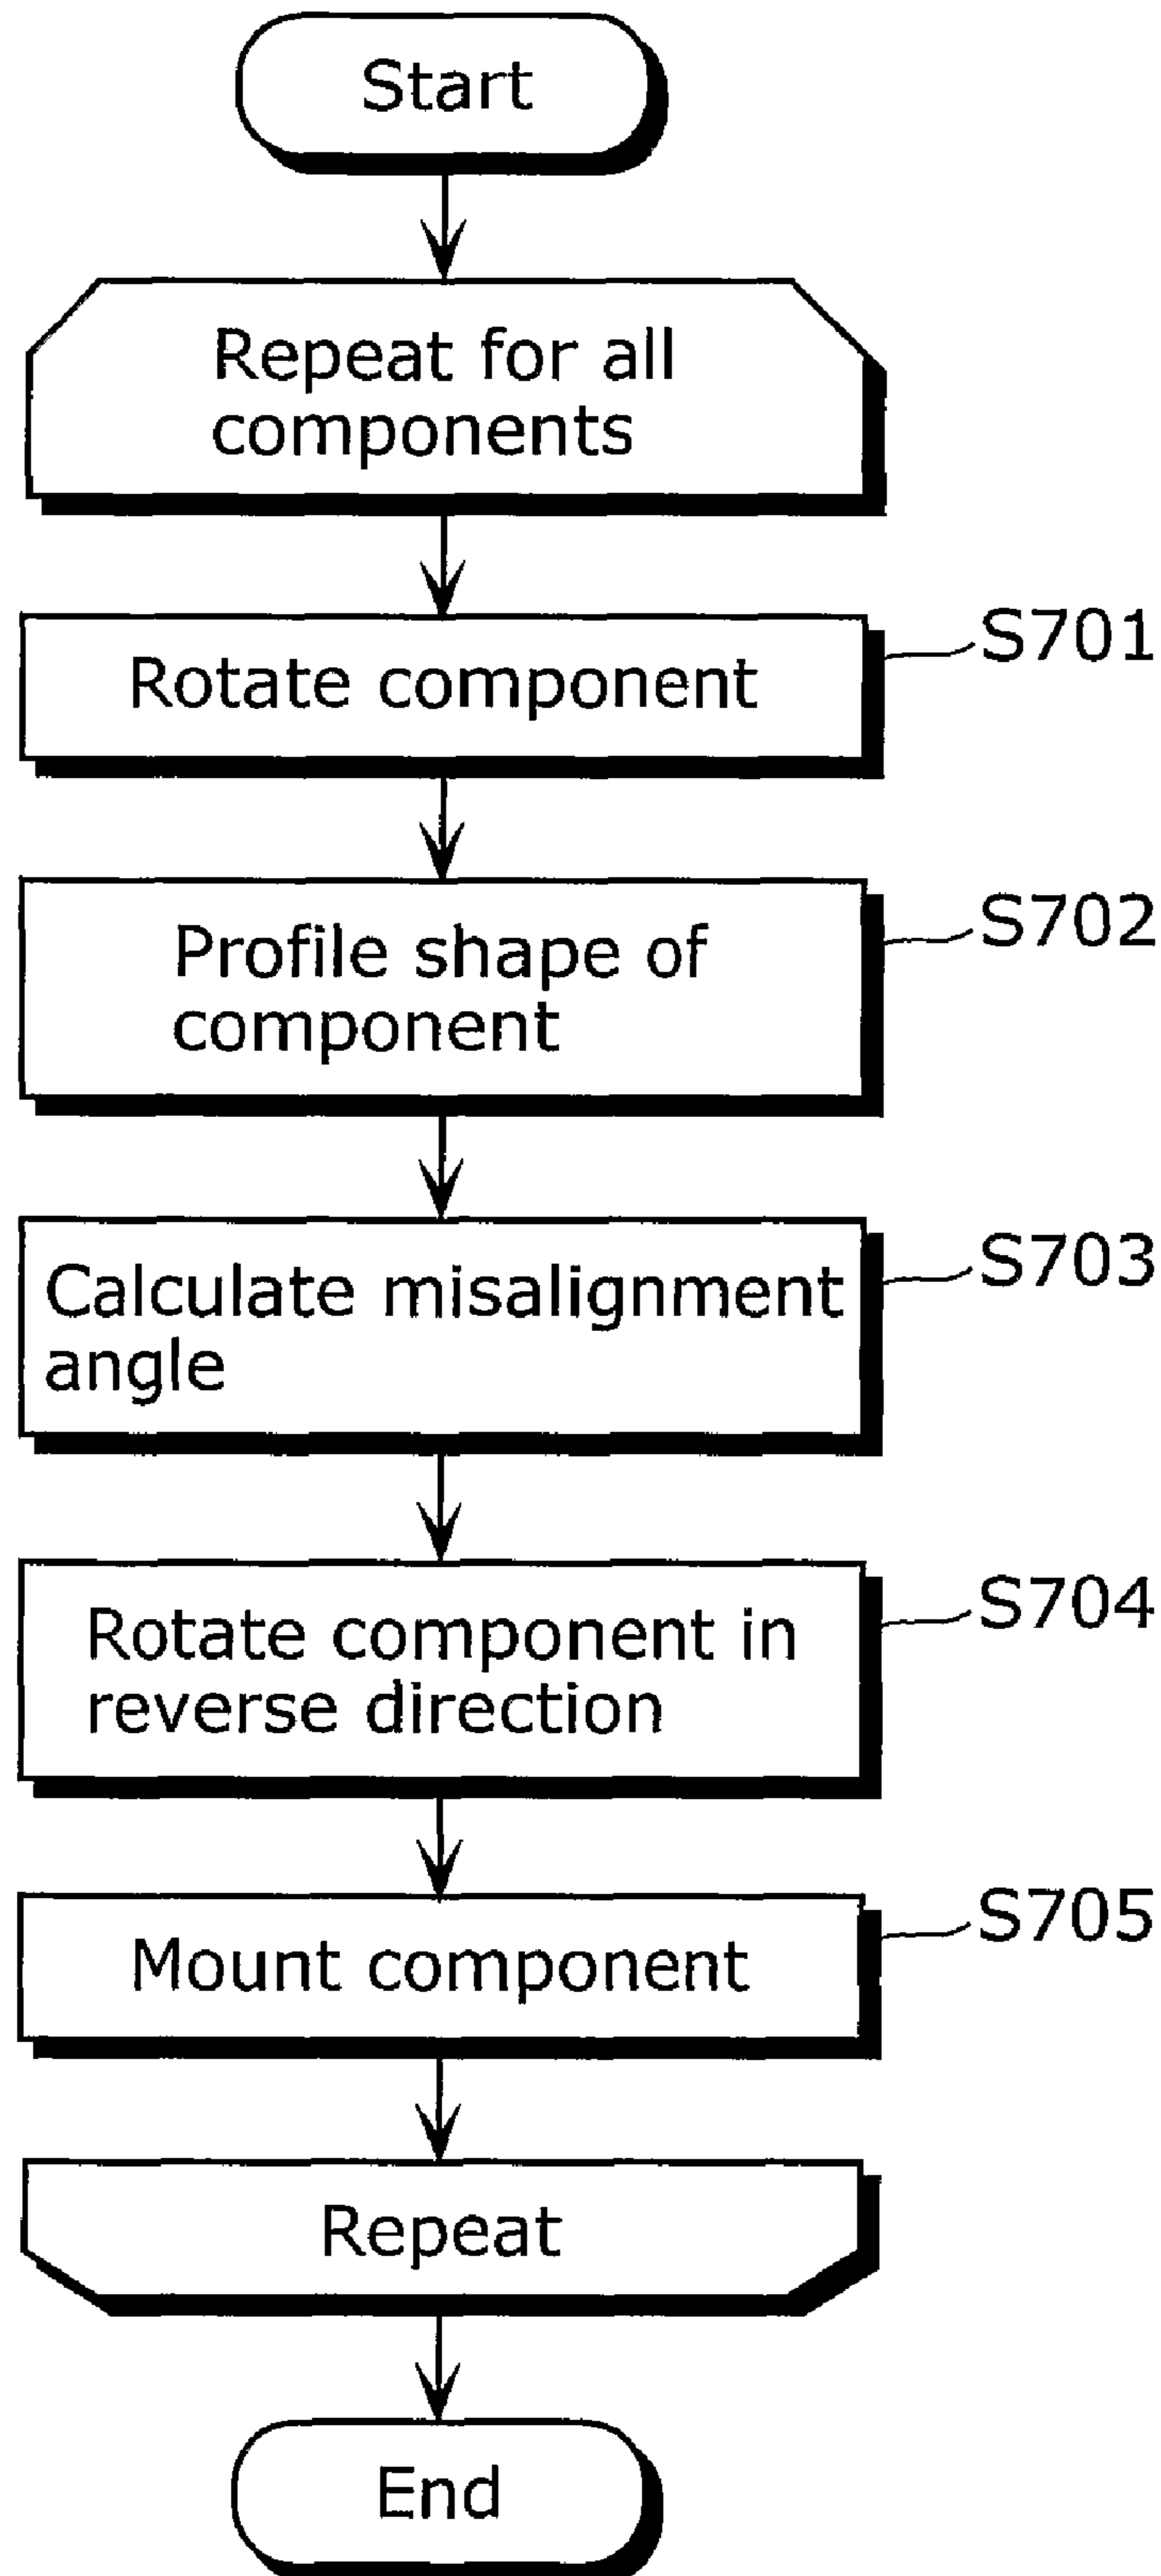 Start
Repeat for all
components
Rotate component
S701
Profile shape of
component
S702
Calculate misalignment
angle
S703
Rotate component in
reverse direction
S704
Mount component
S705
Repeat
End